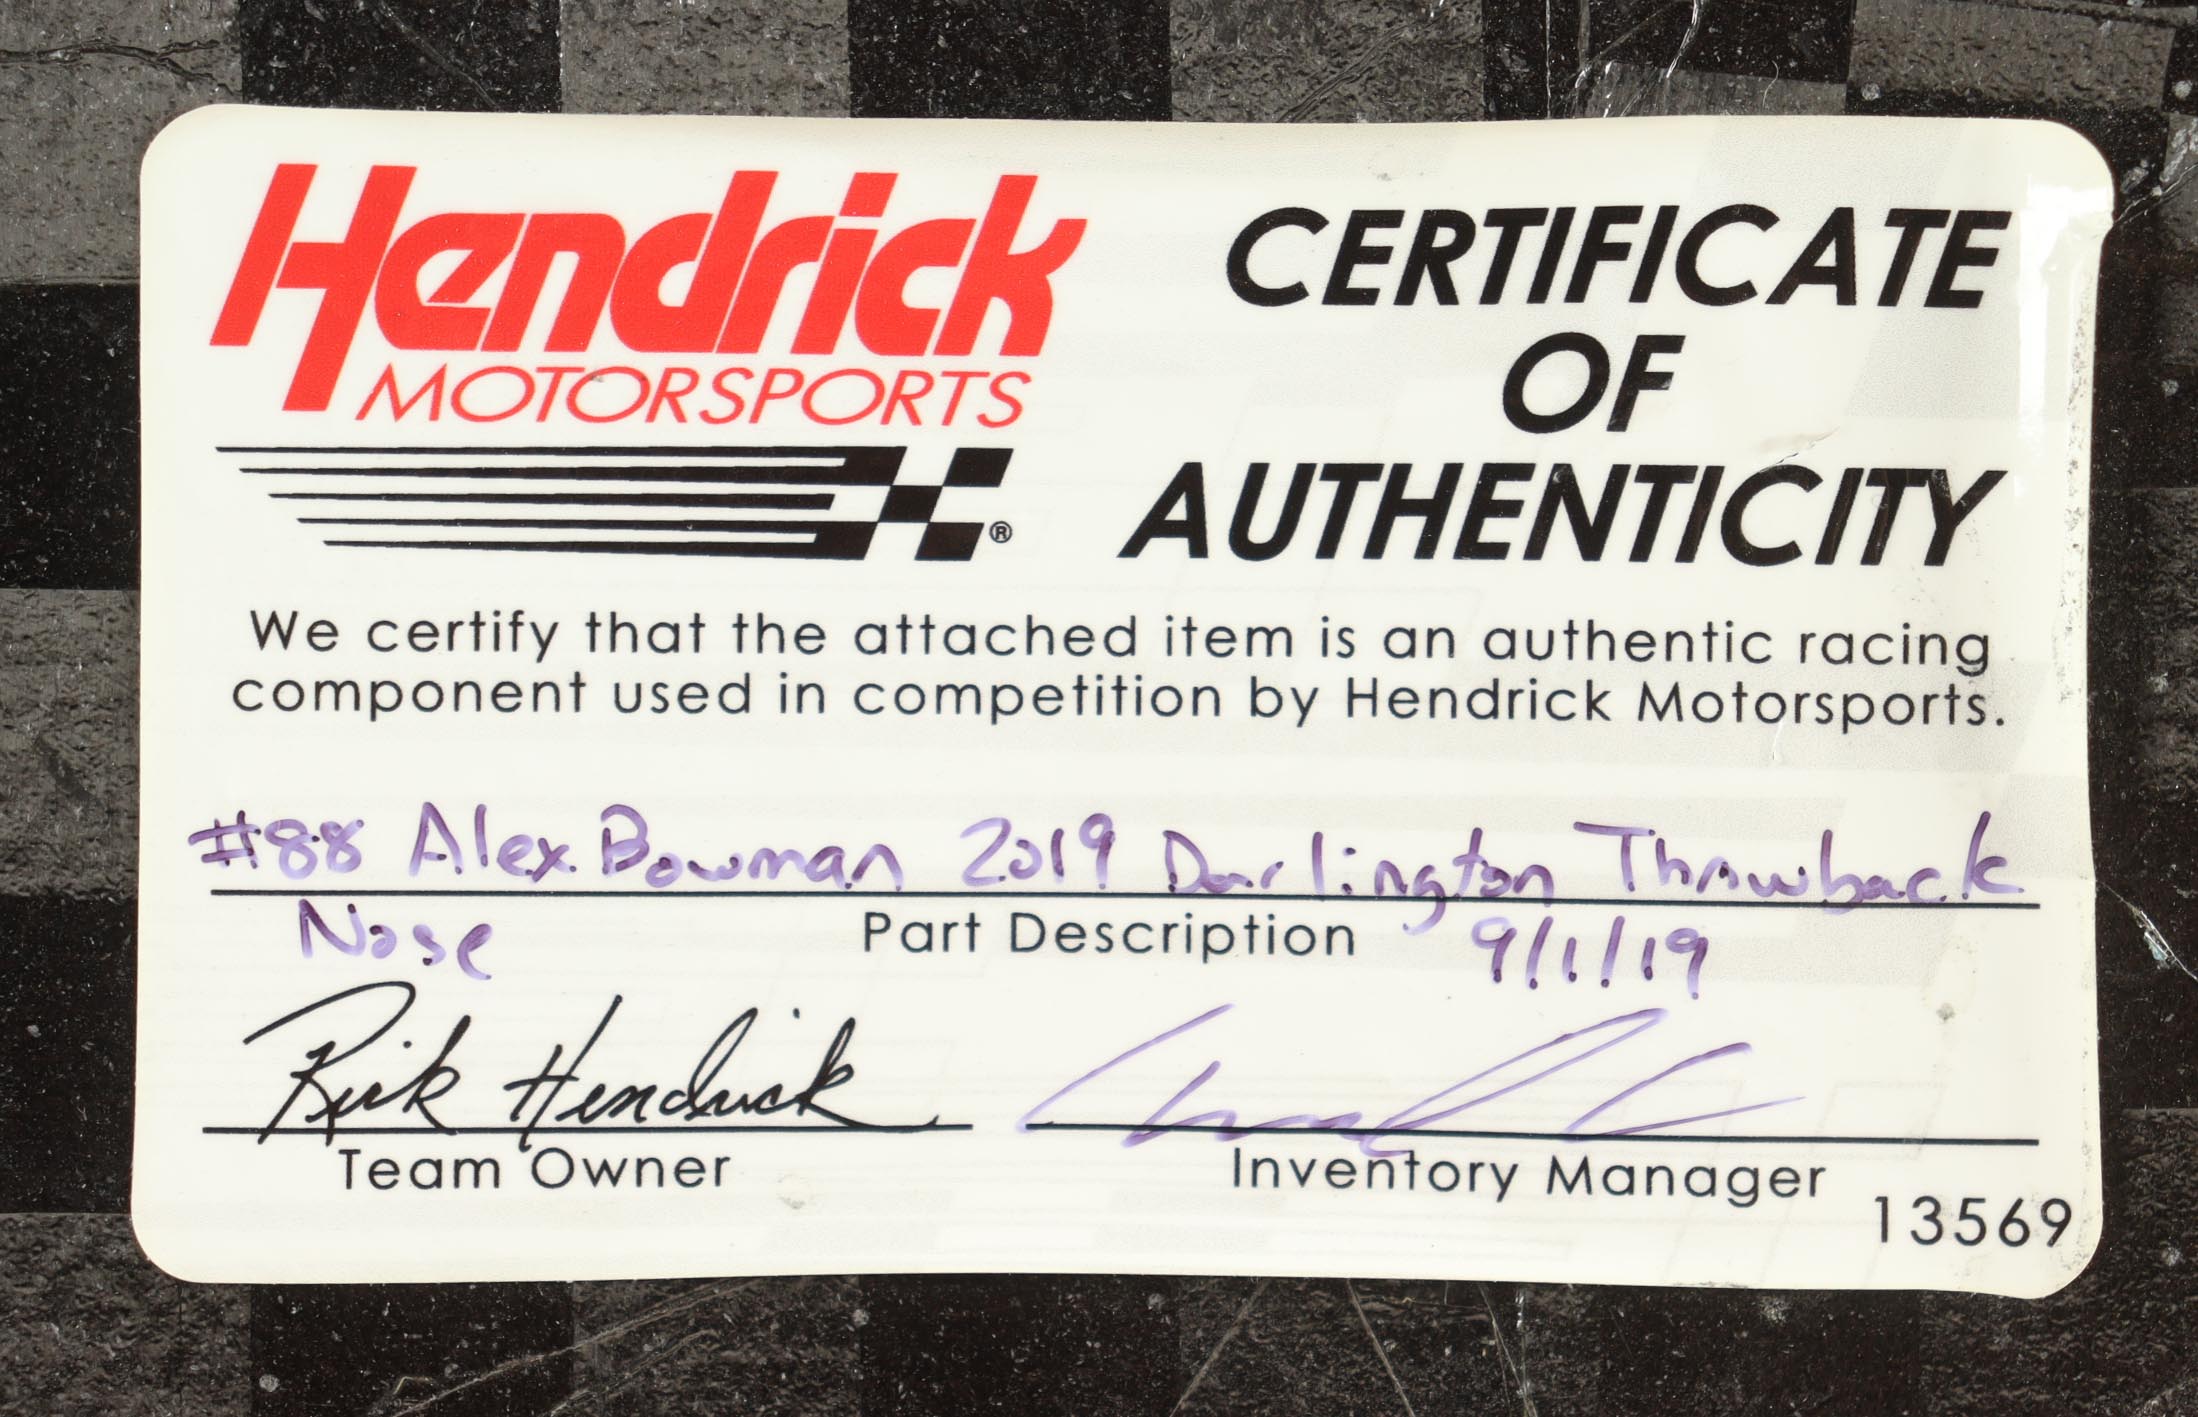 Hendrick
MOTORSPORTS
®
CERTIFICATE
OF
AUTHENTICITY
We certify that the attached item is an authentic racing
component used in competition by Hendrick Motorsports.
#88 Alex Bowman 2019 Darlington Throwback
Nose
Part Description
9/1/19
Rick Hendrick
Team Owner
Inventory Manager
13569